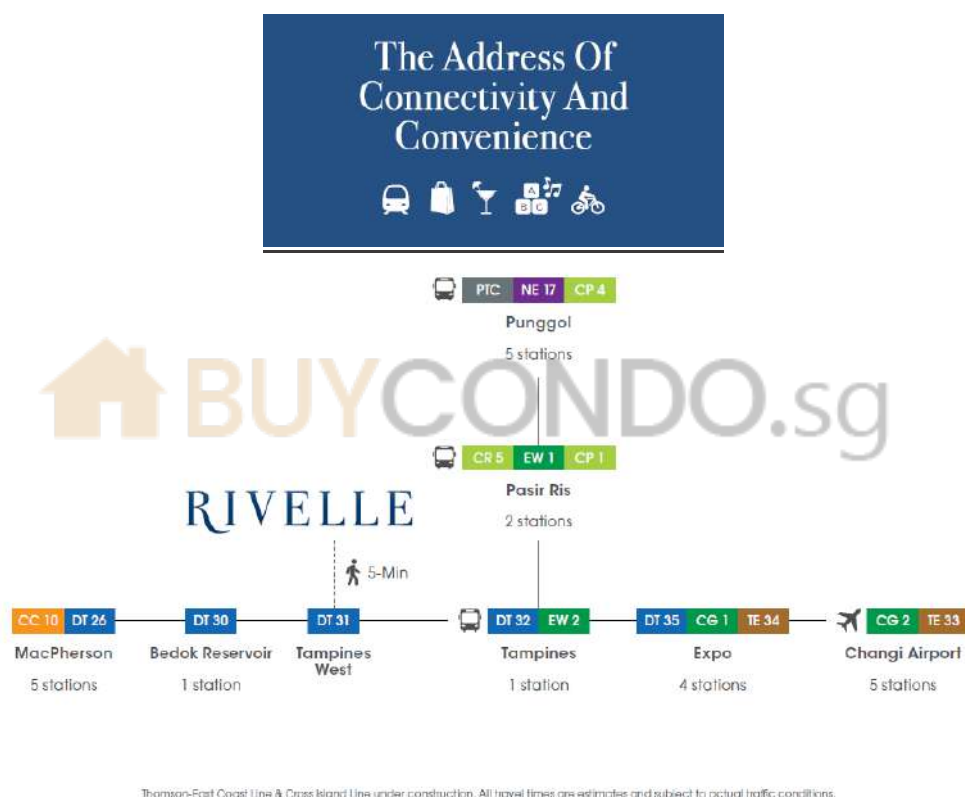 The Address Of
Connectivity And
Convenience
A
B C
PTC NE 17 CP 4
Punggol
5 stations
BUYCONDO.sg
CR 5 EW 1 CP 1
Pasir Ris
2 stations
RIVELLE
5-Min
CC 10 DT 26
MacPherson
5 stations
DT 30
Bedok Reservoir
1 station
DT 31
Tampines
West
DT 32 EW 2
Tampines
1 station
DT 35 CG 1 TE 34
Expo
4 stations
CG 2 TE 33
Changi Airport
5 stations
Thomson-East Coast Line & Cross Island Line under construction. All travel times are estimates and subject to actual traffic conditions.